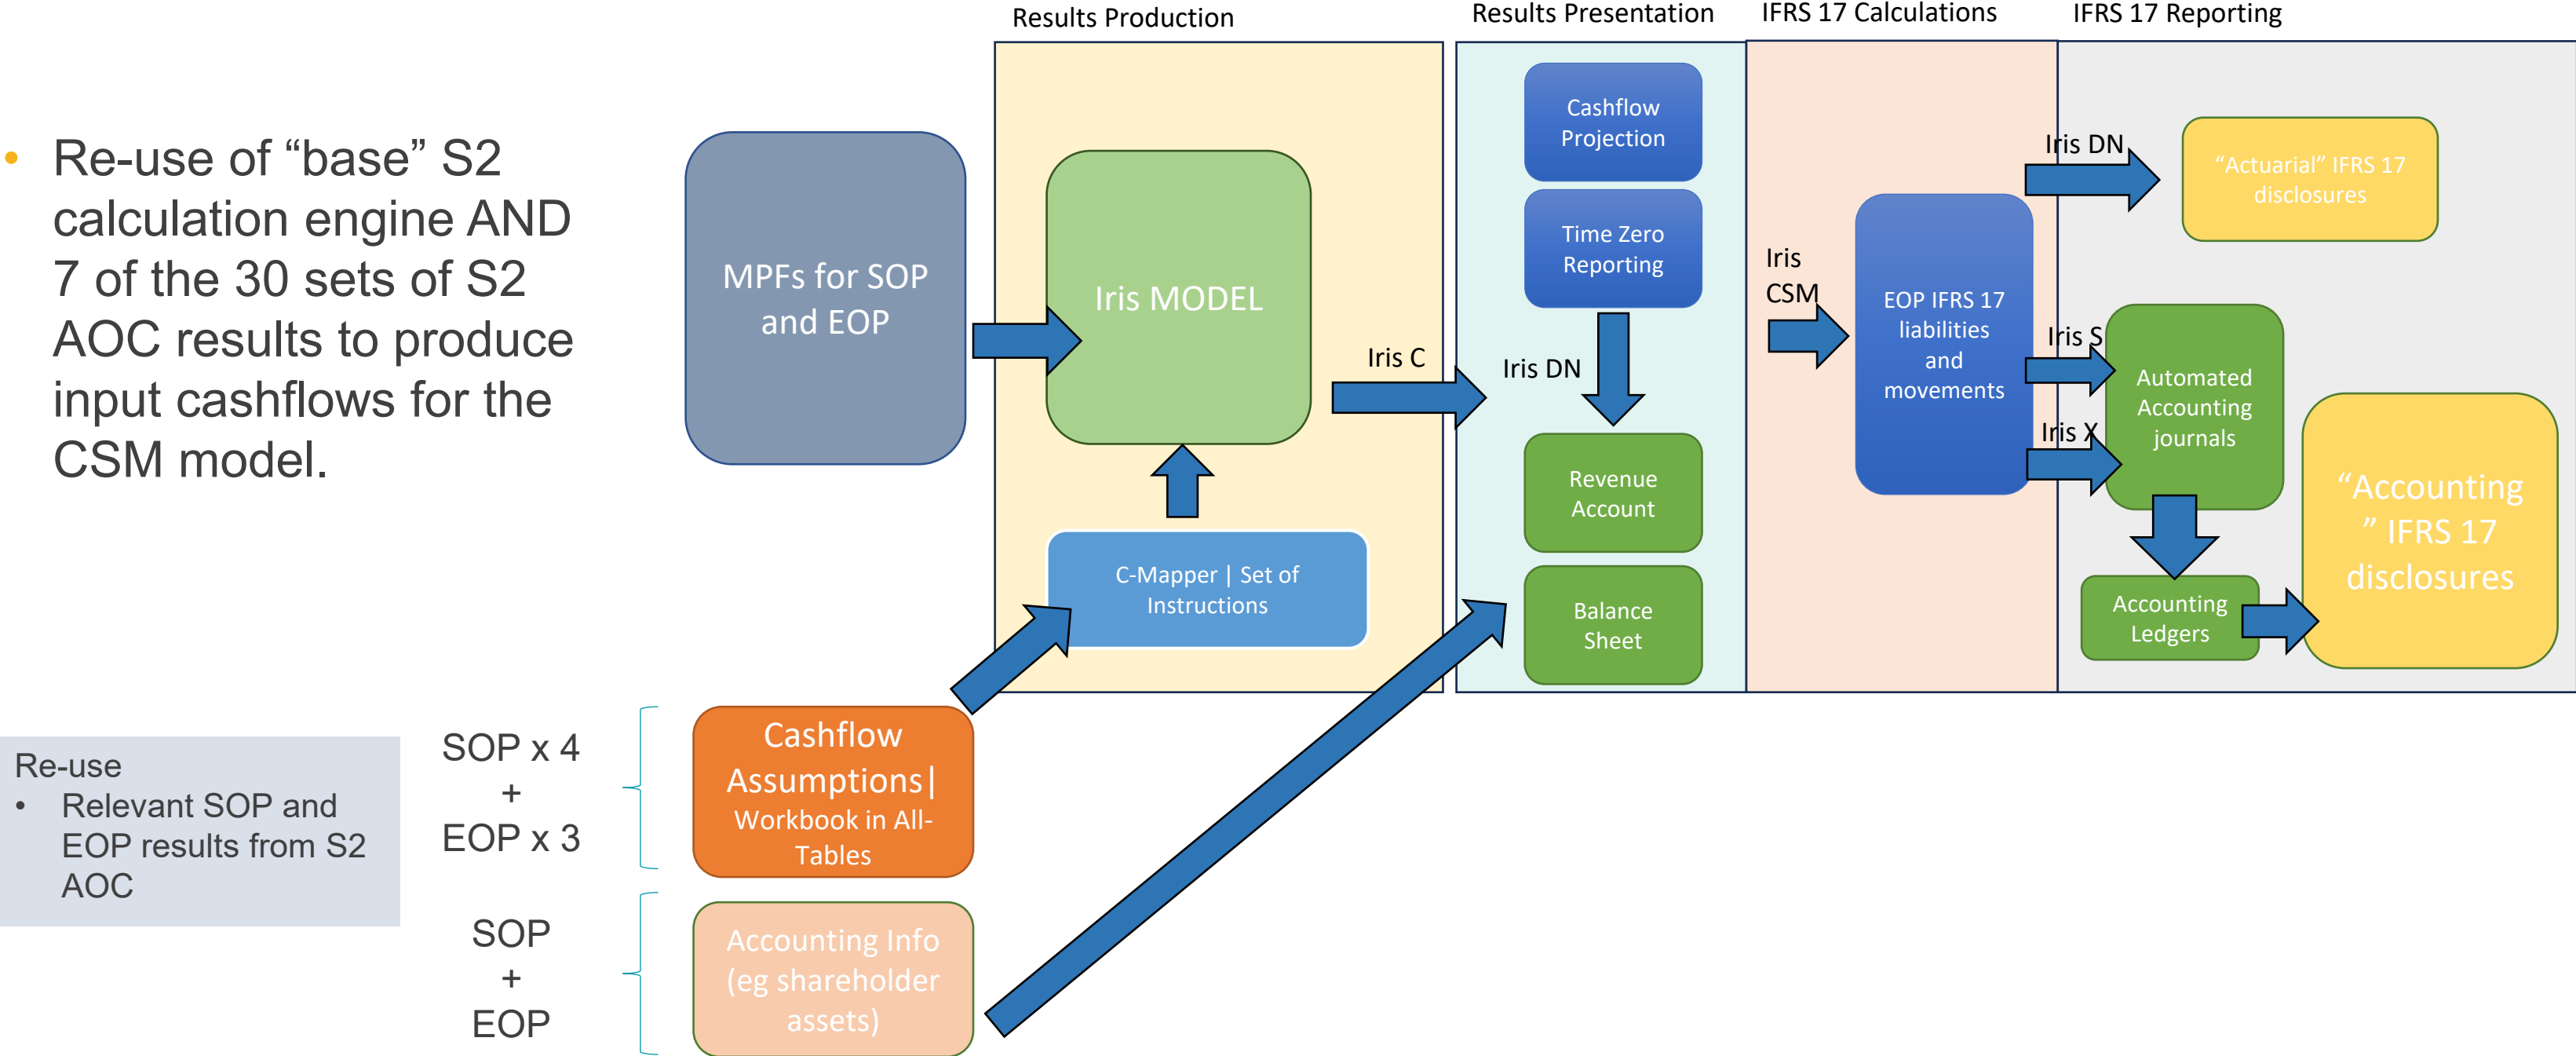 Results Production
Results Presentation
IFRS 17 Calculations
IFRS 17 Reporting
• Re-use of “base” S2
calculation engine AND
7 of the 30 sets of S2
AOC results to produce
input cashflows for the
CSM model.
MPFs for SOP
and EOP
Iris MODEL
C-Mapper | Set of
Instructions
Iris C
Cashflow
Projection
Time Zero
Reporting
Iris DN
Revenue
Account
Balance
Sheet
Iris
CSM
EOP IFRS 17
liabilities
and
movements
Iris DN
“Actuarial” IFRS 17
disclosures
Iris S
Iris X
Automated
Accounting
journals
Accounting
Ledgers
“Accounting
” IFRS 17
disclosures
Re-use
• Relevant SOP and
EOP results from S2
AOC
SOP x 4
+
EOP x 3
Cashflow
Assumptions|
Workbook in All-
Tables
SOP
+
EOP
Accounting Info
(eg shareholder
assets)